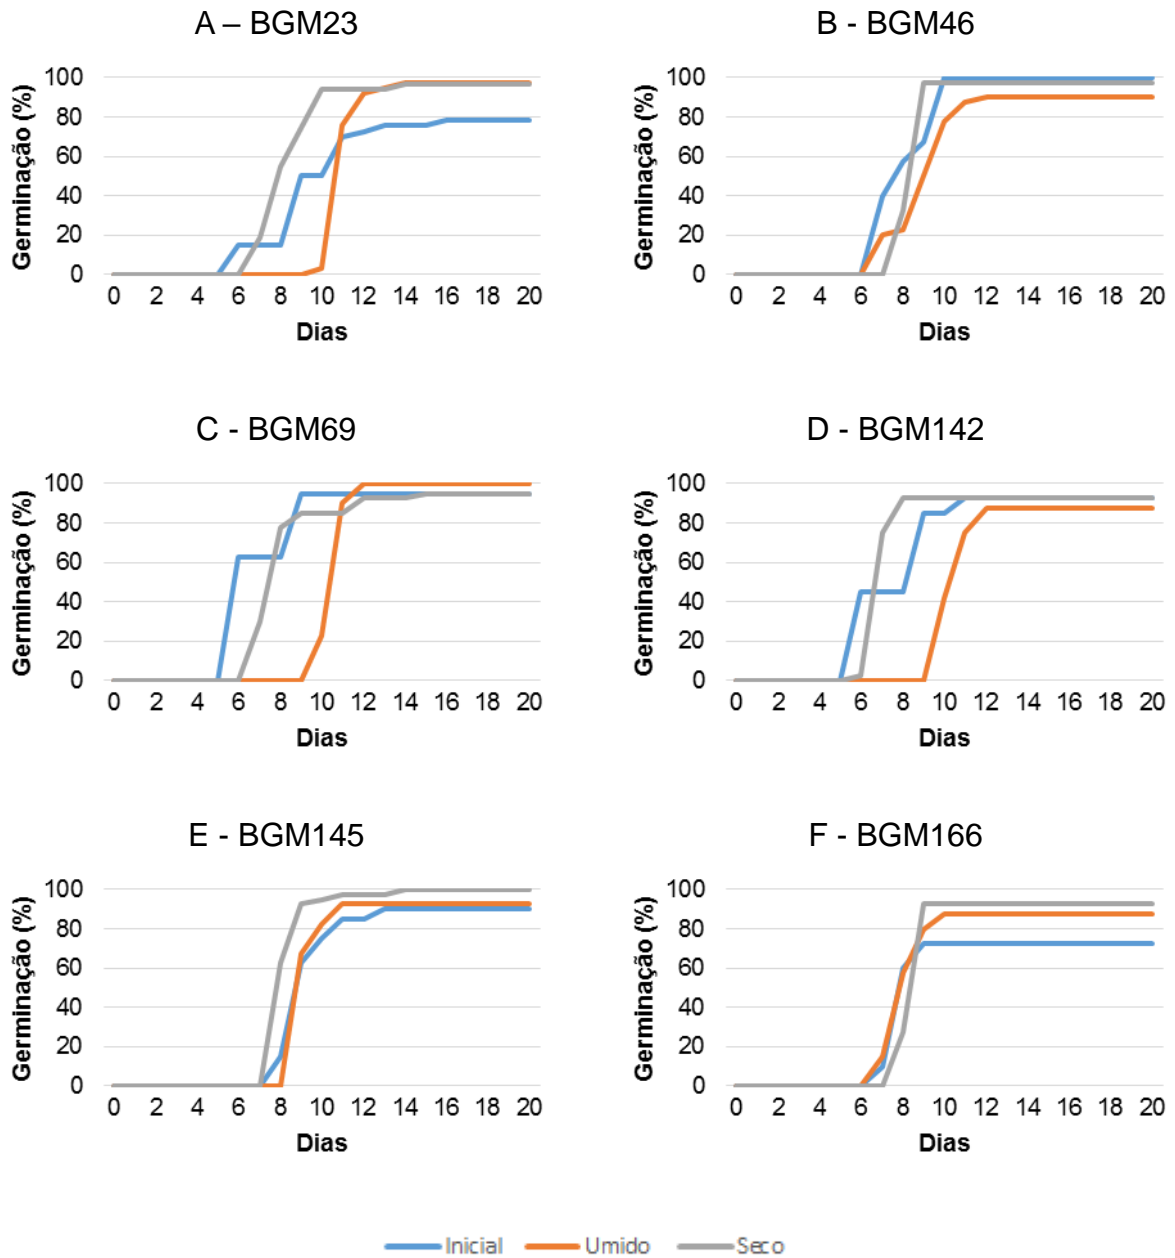 A – BGM23
B - BGM46
Germinação (%)
100
80
60
40
20
0
0 2 4 6 8 10 12 14 16 18 20
Dias
Germinação (%)
100
80
60
40
20
0
0 2 4 6 8 10 12 14 16 18 20
Dias
C - BGM69
D - BGM142
Germinação (%)
100
80
60
40
20
0
0 2 4 6 8 10 12 14 16 18 20
Dias
Germinação (%)
100
80
60
40
20
0
0 2 4 6 8 10 12 14 16 18 20
Dias
E - BGM145
F - BGM166
Germinação (%)
100
80
60
40
20
0
0 2 4 6 8 10 12 14 16 18 20
Dias
Germinação (%)
100
80
60
40
20
0
0 2 4 6 8 10 12 14 16 18 20
Dias
Inicial Umido Seco